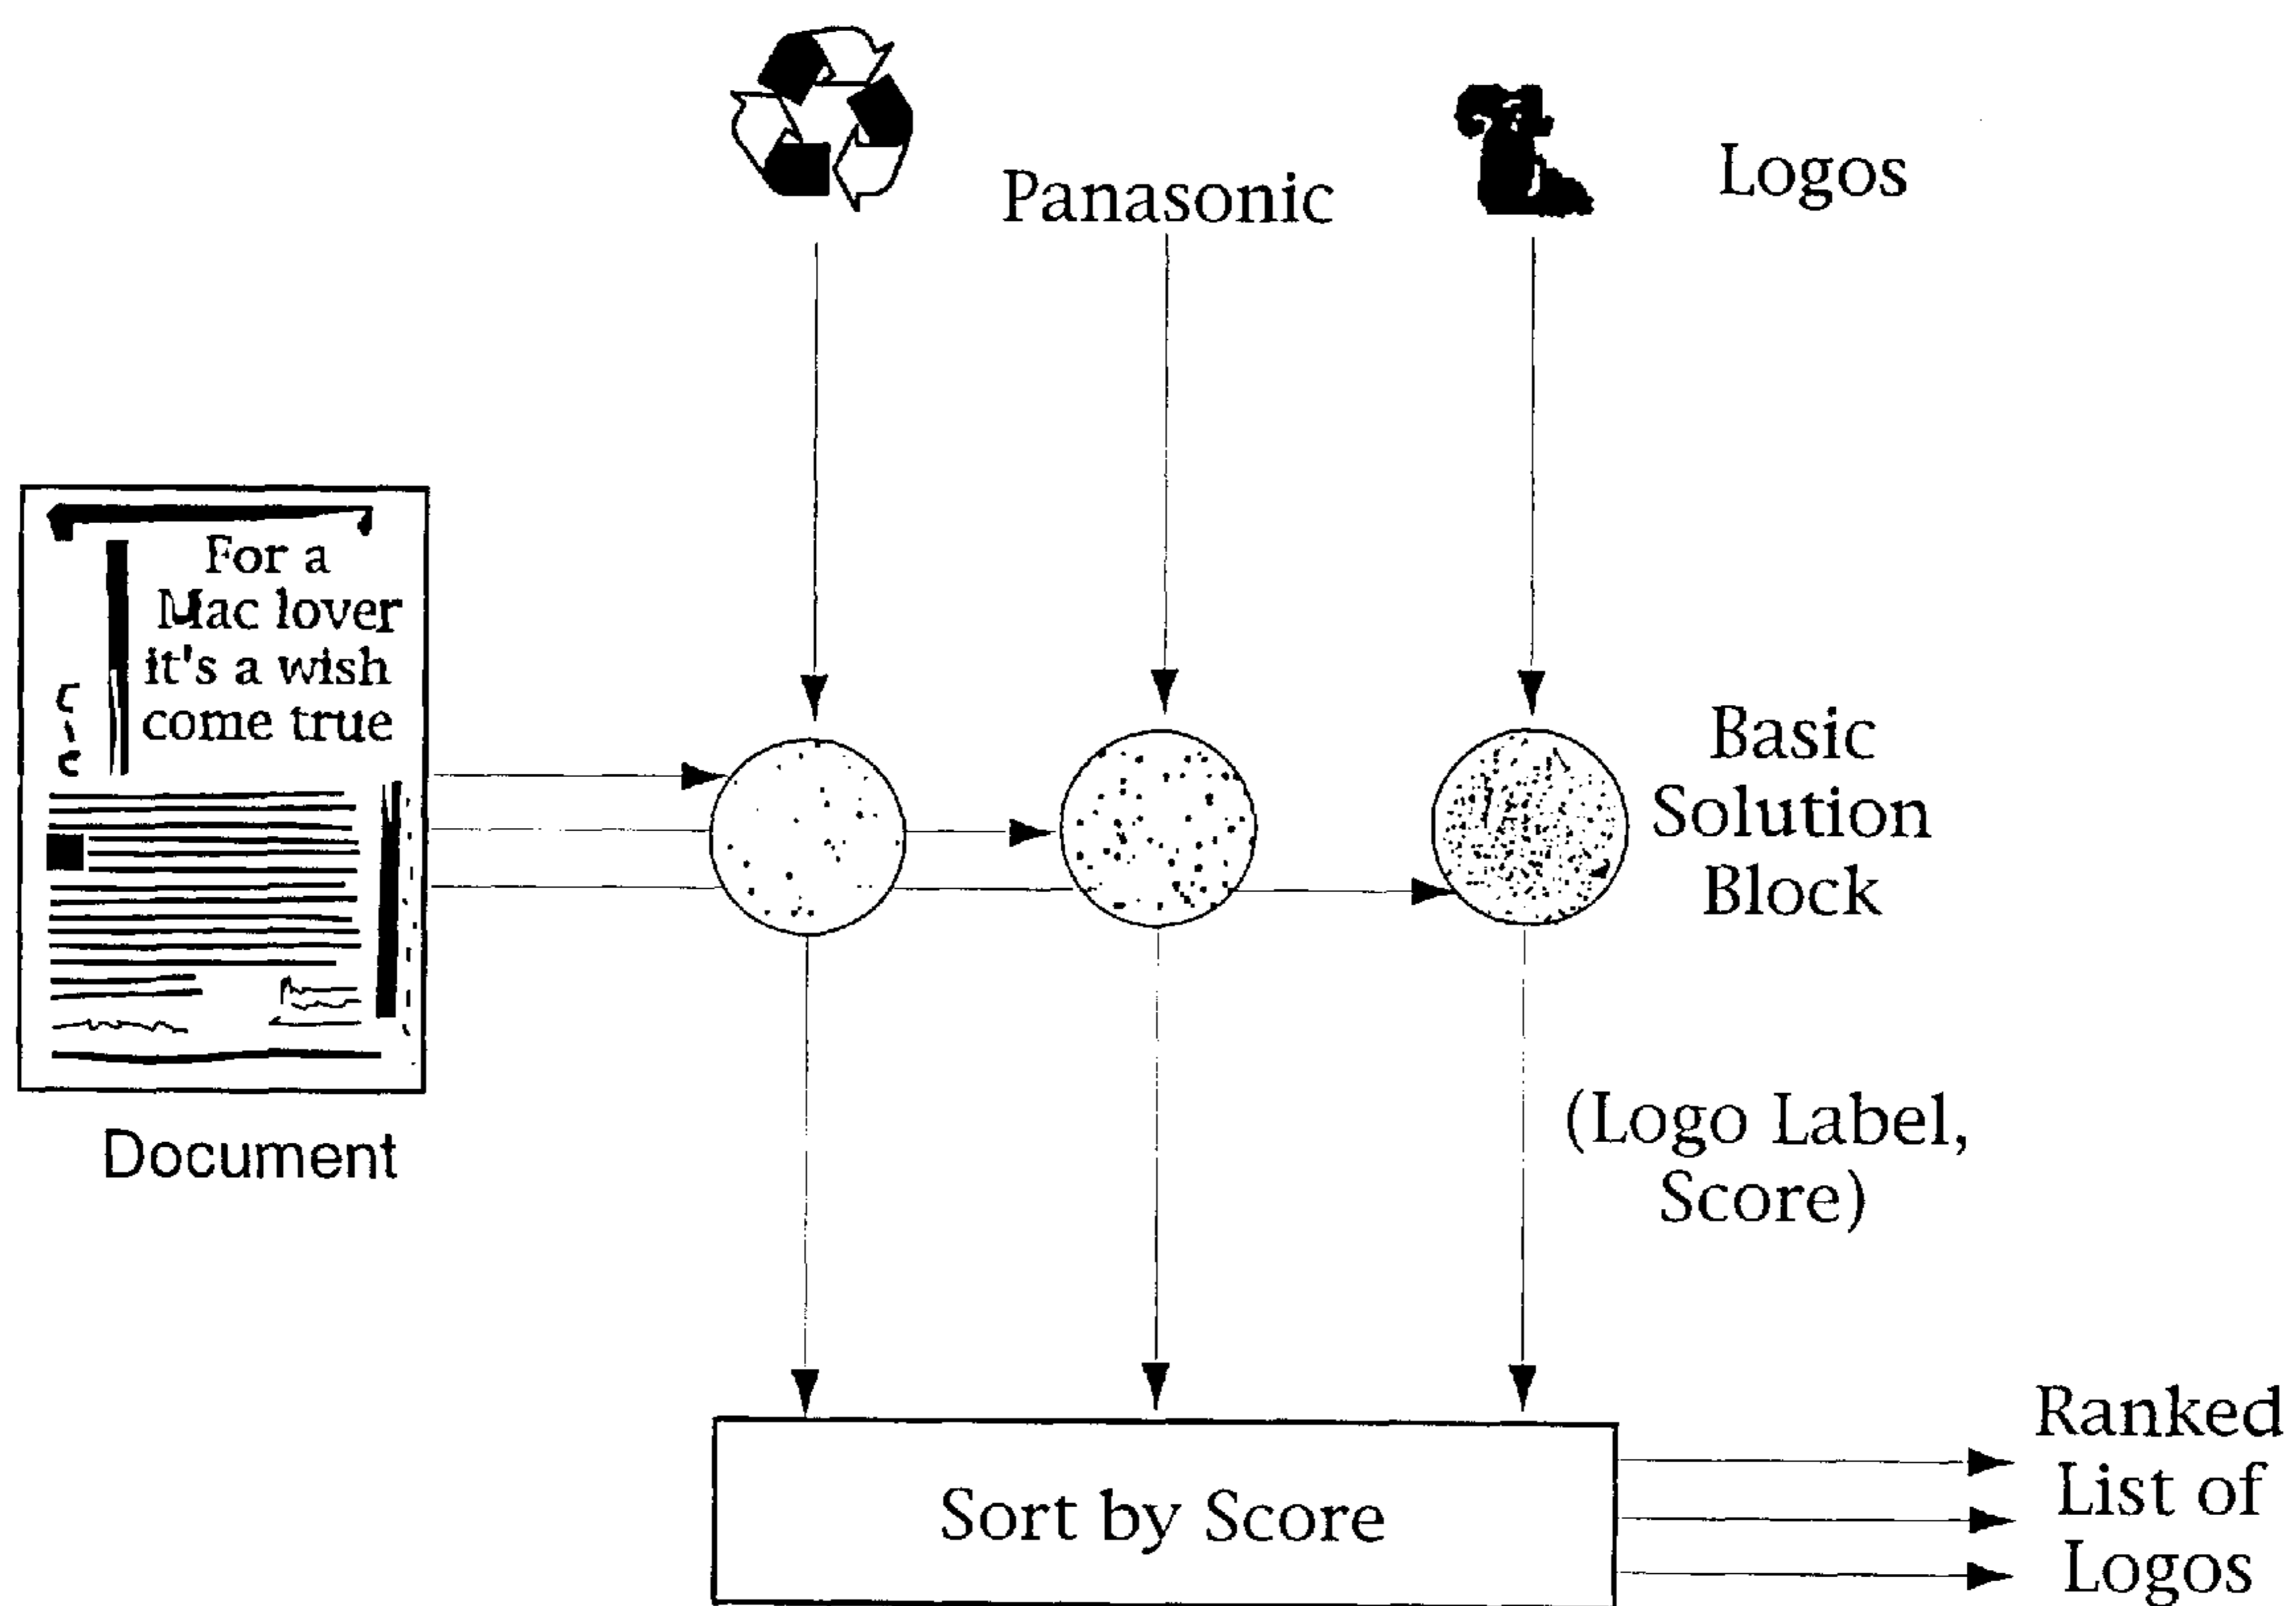 Panasonic
Logos
For a
Mac lover
it's a wish
come true
Document
Basic
Solution
Block
(Logo Label,
Score)
Sort by Score
Ranked
List of
Logos